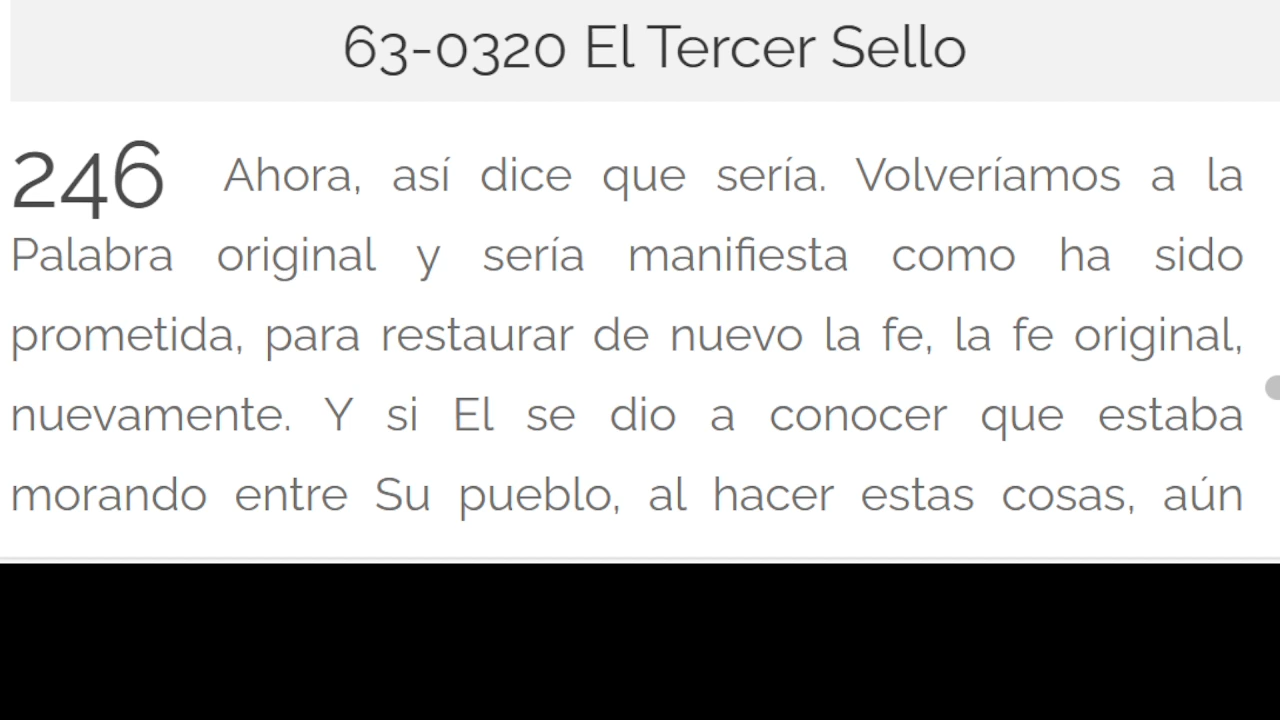 63-0320 El Tercer Sello
246 Ahora, así dice que sería. Volveríamos a la
Palabra original y sería manifiesta como ha sido
prometida, para restaurar de nuevo la fe, la fe original,
nuevamente. Y si El se dio a conocer que estaba
morando entre Su pueblo, al hacer estas cosas, aún